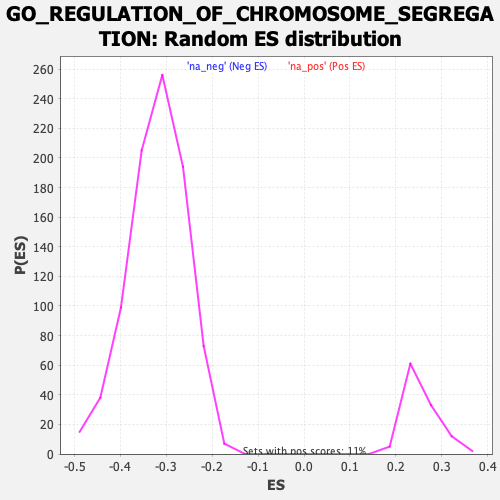 GO_REGULATION_OF_CHROMOSOME_SEGREGA
TION: Random ES distribution
'na_neg' (Neg ES) 'na_pos' (Pos ES)
260
240
220
200
180
160
140
120
100
80
60
40
20
0
P(ES)
Sets with pos scores: 11%
-0.5 -0.4 -0.3 -0.2 -0.1 0.0 0.1 0.2 0.3 0.4
ES